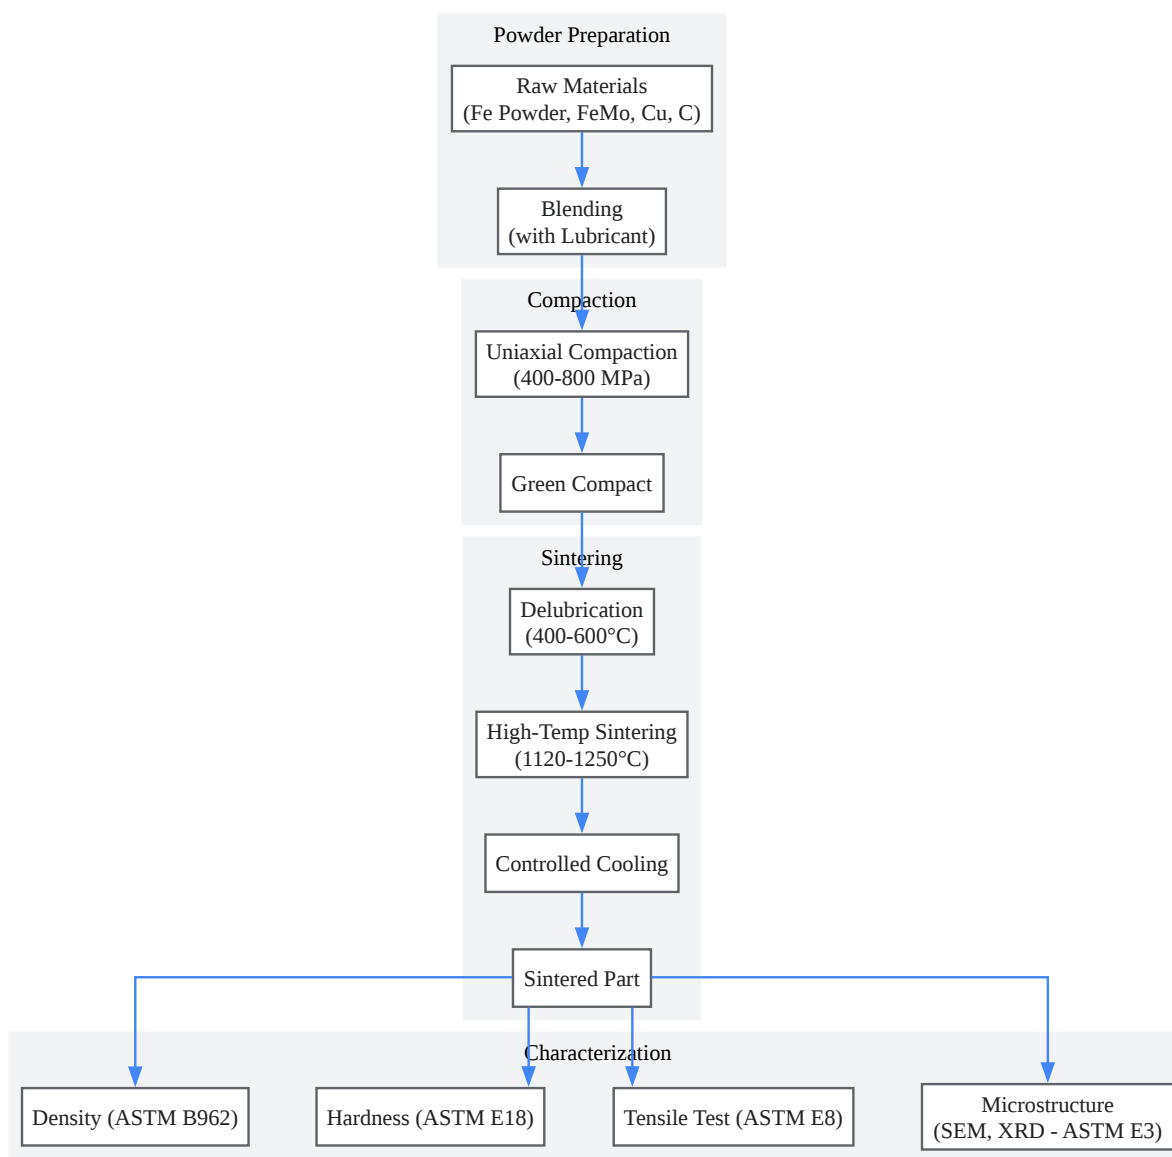 Powder Preparation
Raw Materials
(Fe Powder, FeMo, Cu, C)
Blending
(with Lubricant)
Compaction
Uniaxial Compaction
(400-800 MPa)
Green Compact
Sintering
Delubrication
(400-600°C)
High-Temp Sintering
(1120-1250°C)
Controlled Cooling
Sintered Part
Characterization
Density (ASTM B962)
Hardness (ASTM E18)
Tensile Test (ASTM E8)
Microstructure
(SEM, XRD - ASTM E3)